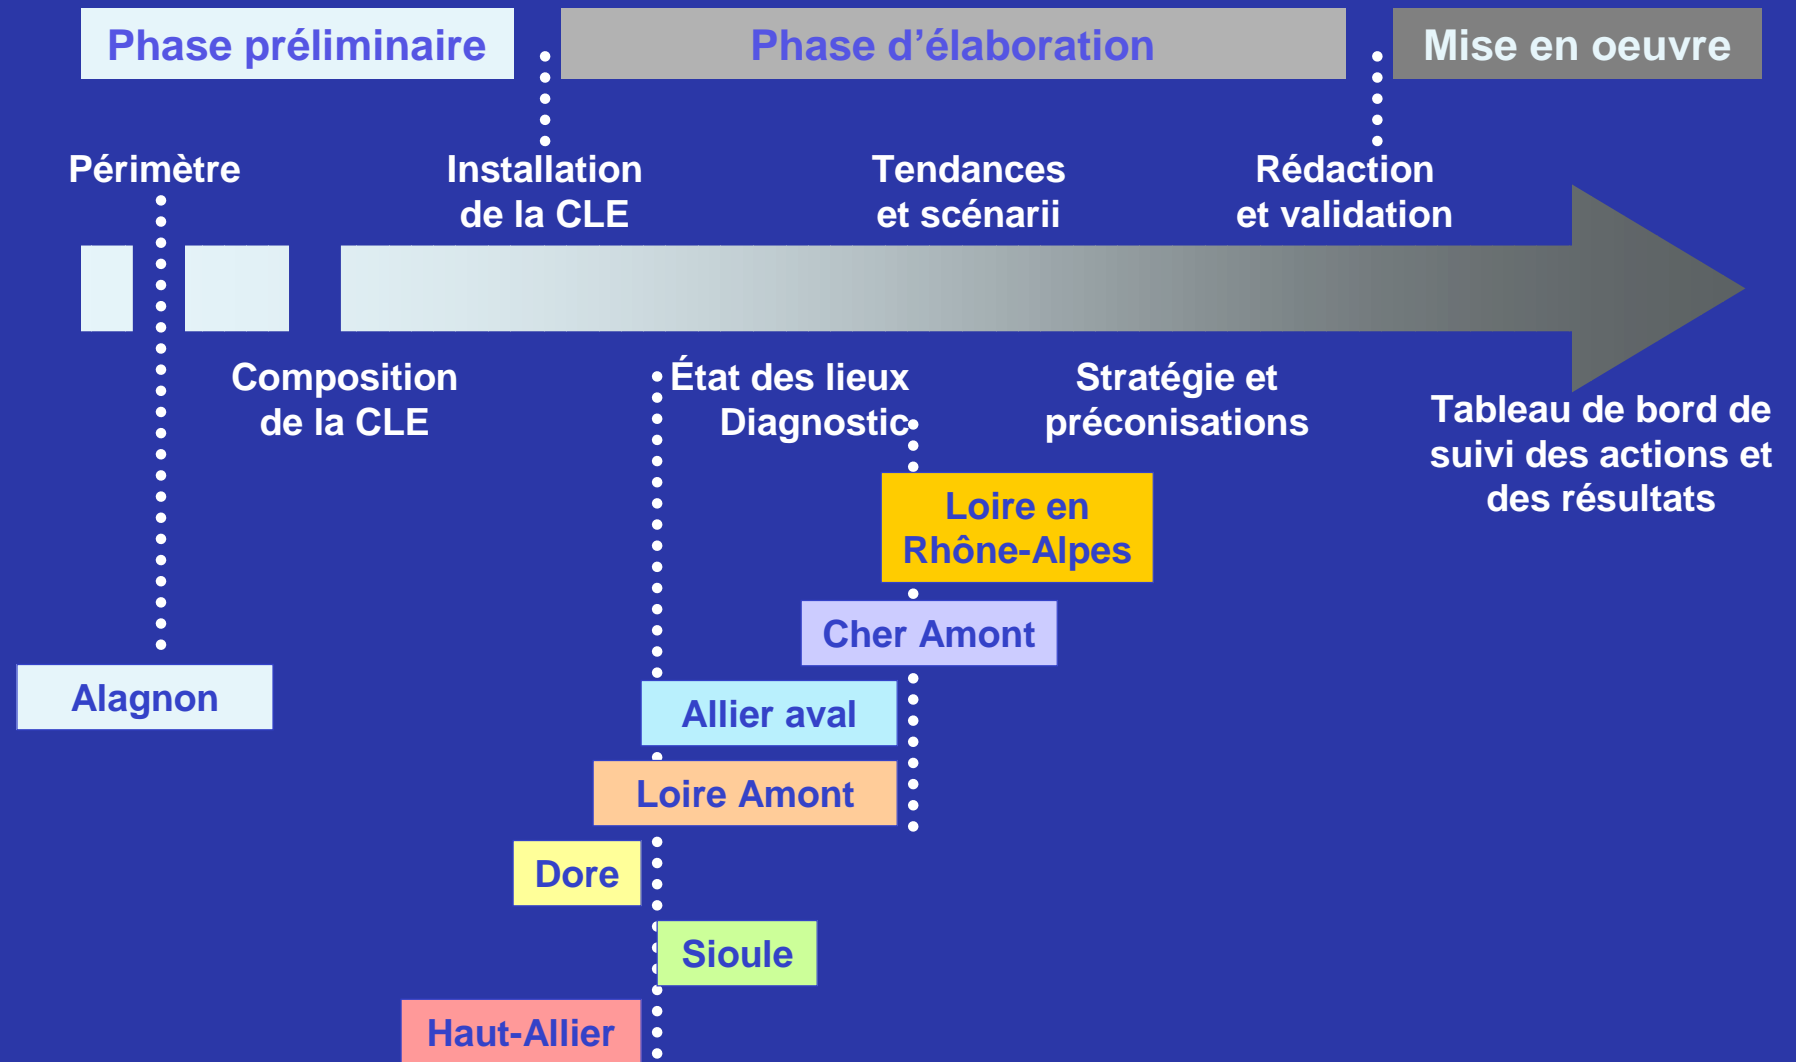 Phase préliminaire
Phase d'élaboration
Mise en oeuvre
Périmètre
Installation
de la CLE
Tendances
et scénarii
Rédaction
et validation
Composition
de la CLE
État des lieux
Diagnostic
Stratégie et
préconisations
Tableau de bord de
suivi des actions et
des résultats
Loire en
Rhône-Alpes
Cher Amont
Alagnon
Allier aval
Loire Amont
Dore
Sioule
Haut-Allier